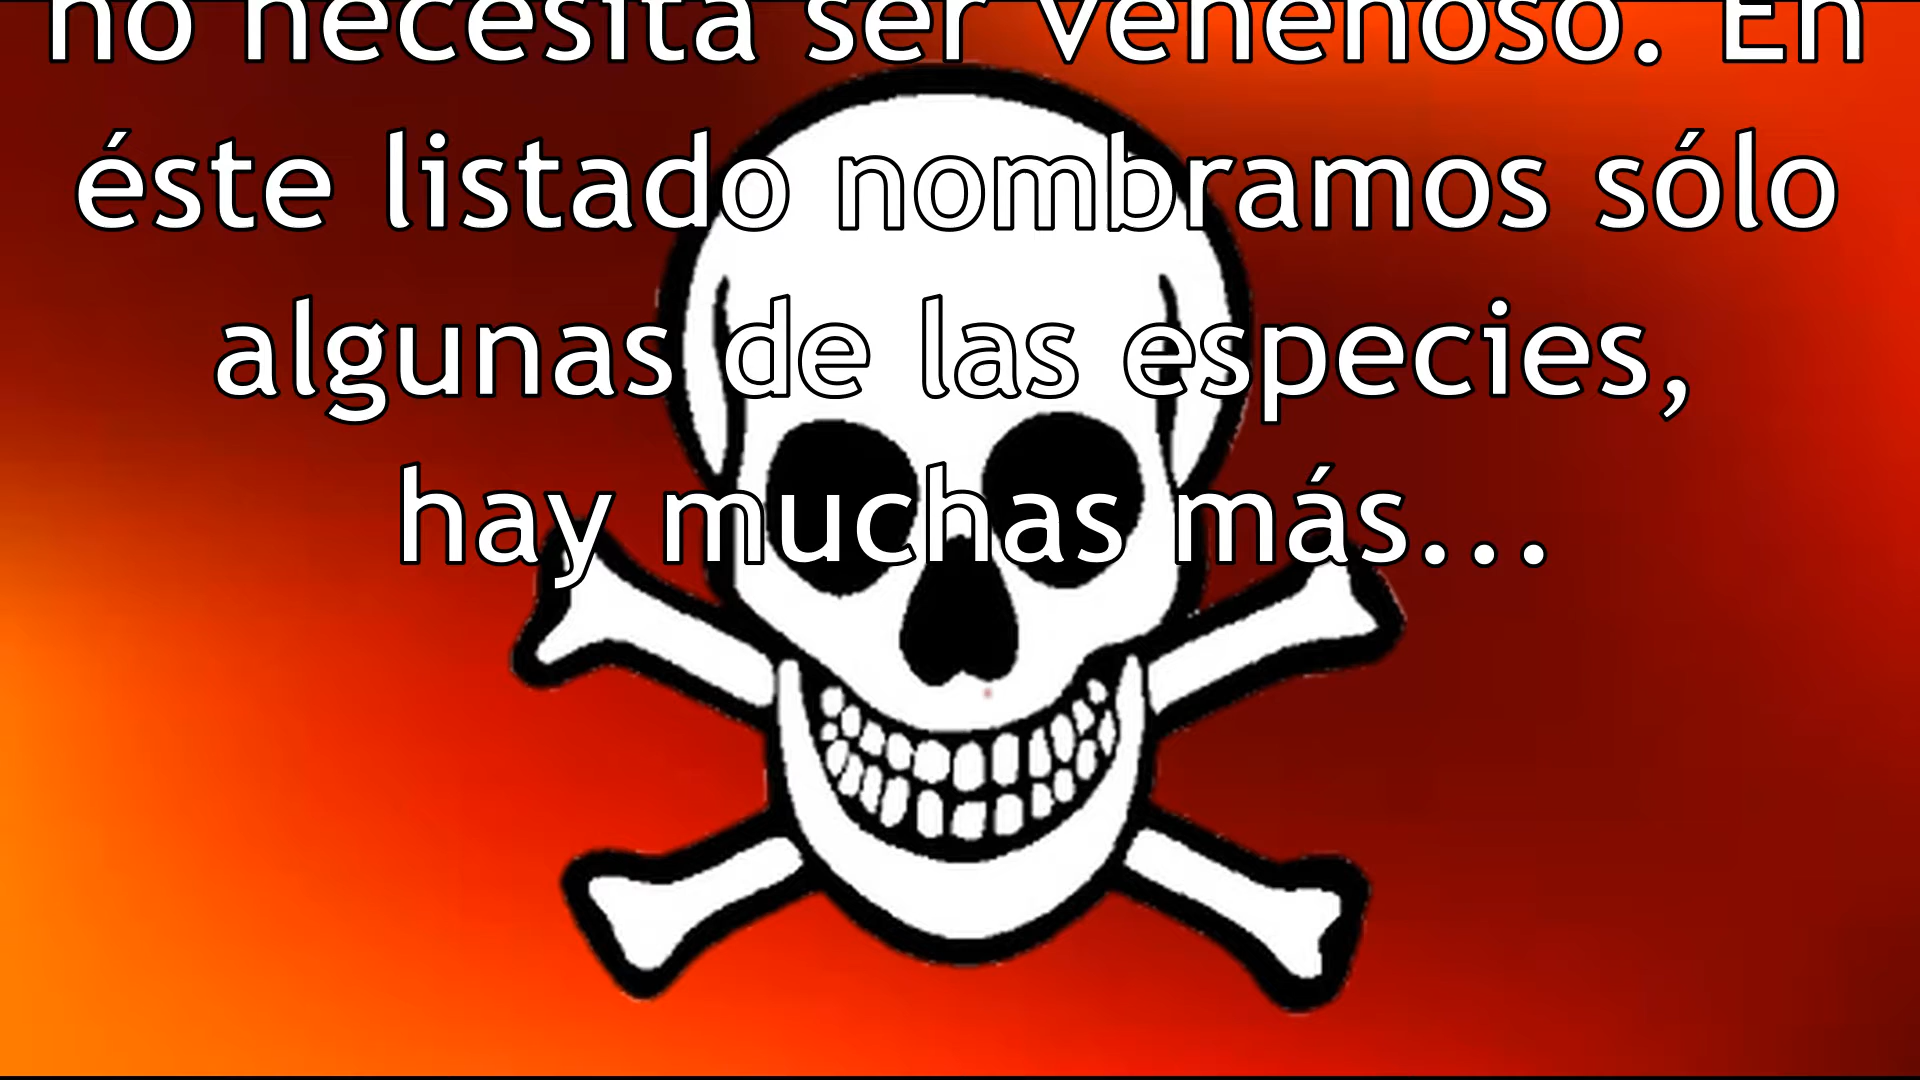 no necesita ser venenoso. En
éste listado nombramos sólo
algunas de las especies,
hay muchas más...